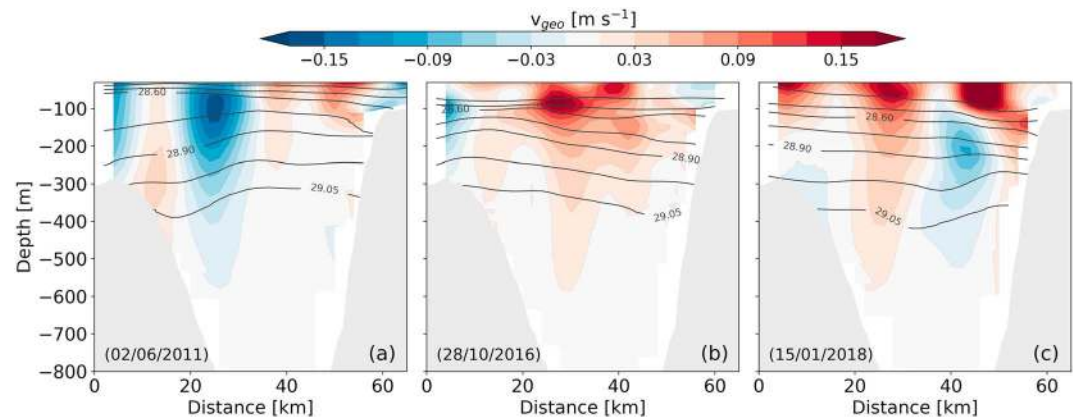 v_geo [m s⁻¹]
−0.15 −0.09 −0.03 0.03 0.09 0.15
Depth [m]
−100
−200
−300
−400
−500
−600
−700
−800
28.60
28.90
29.05
(02/06/2011) (a)
0 20 40 60
Distance [km]
28.60
28.90
29.05
(28/10/2016) (b)
0 20 40 60
Distance [km]
28.60
28.90
29.05
(15/01/2018) (c)
0 20 40 60
Distance [km]